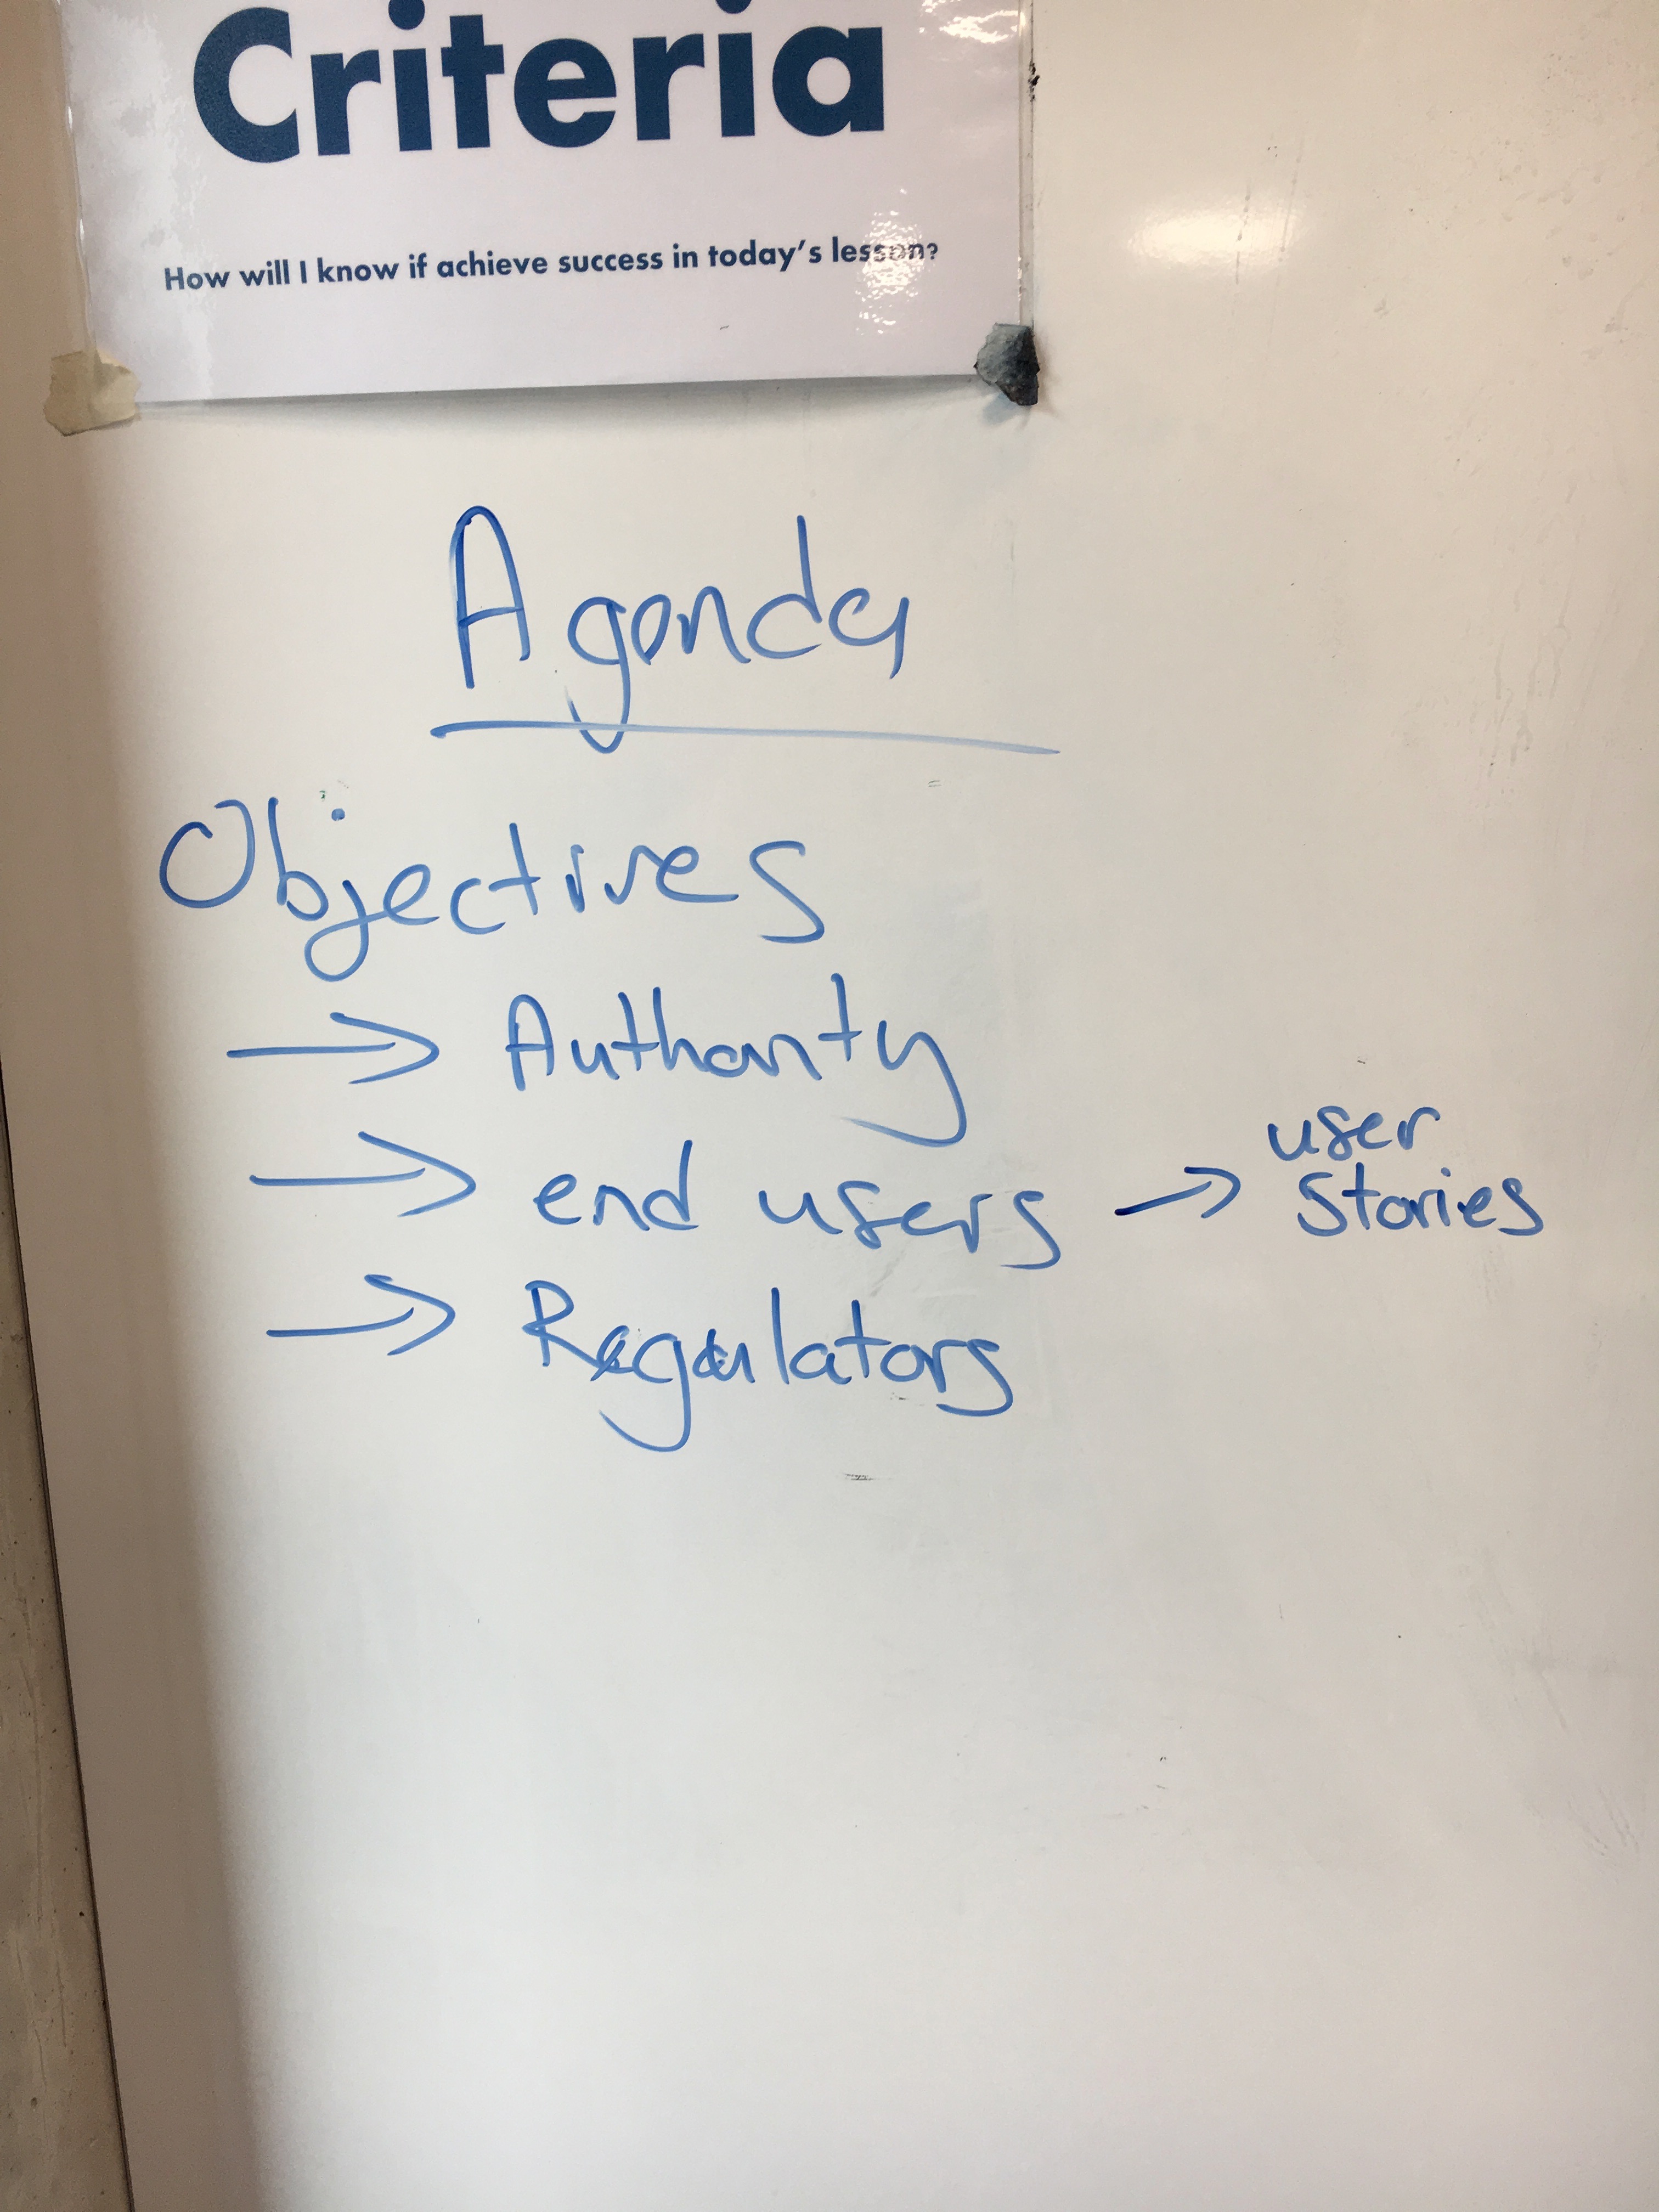 Criteria
How will I know if achieve success in today's lesson?
Agenda
Objectives
→ Authority
→ end users → user stories
→ Regulators